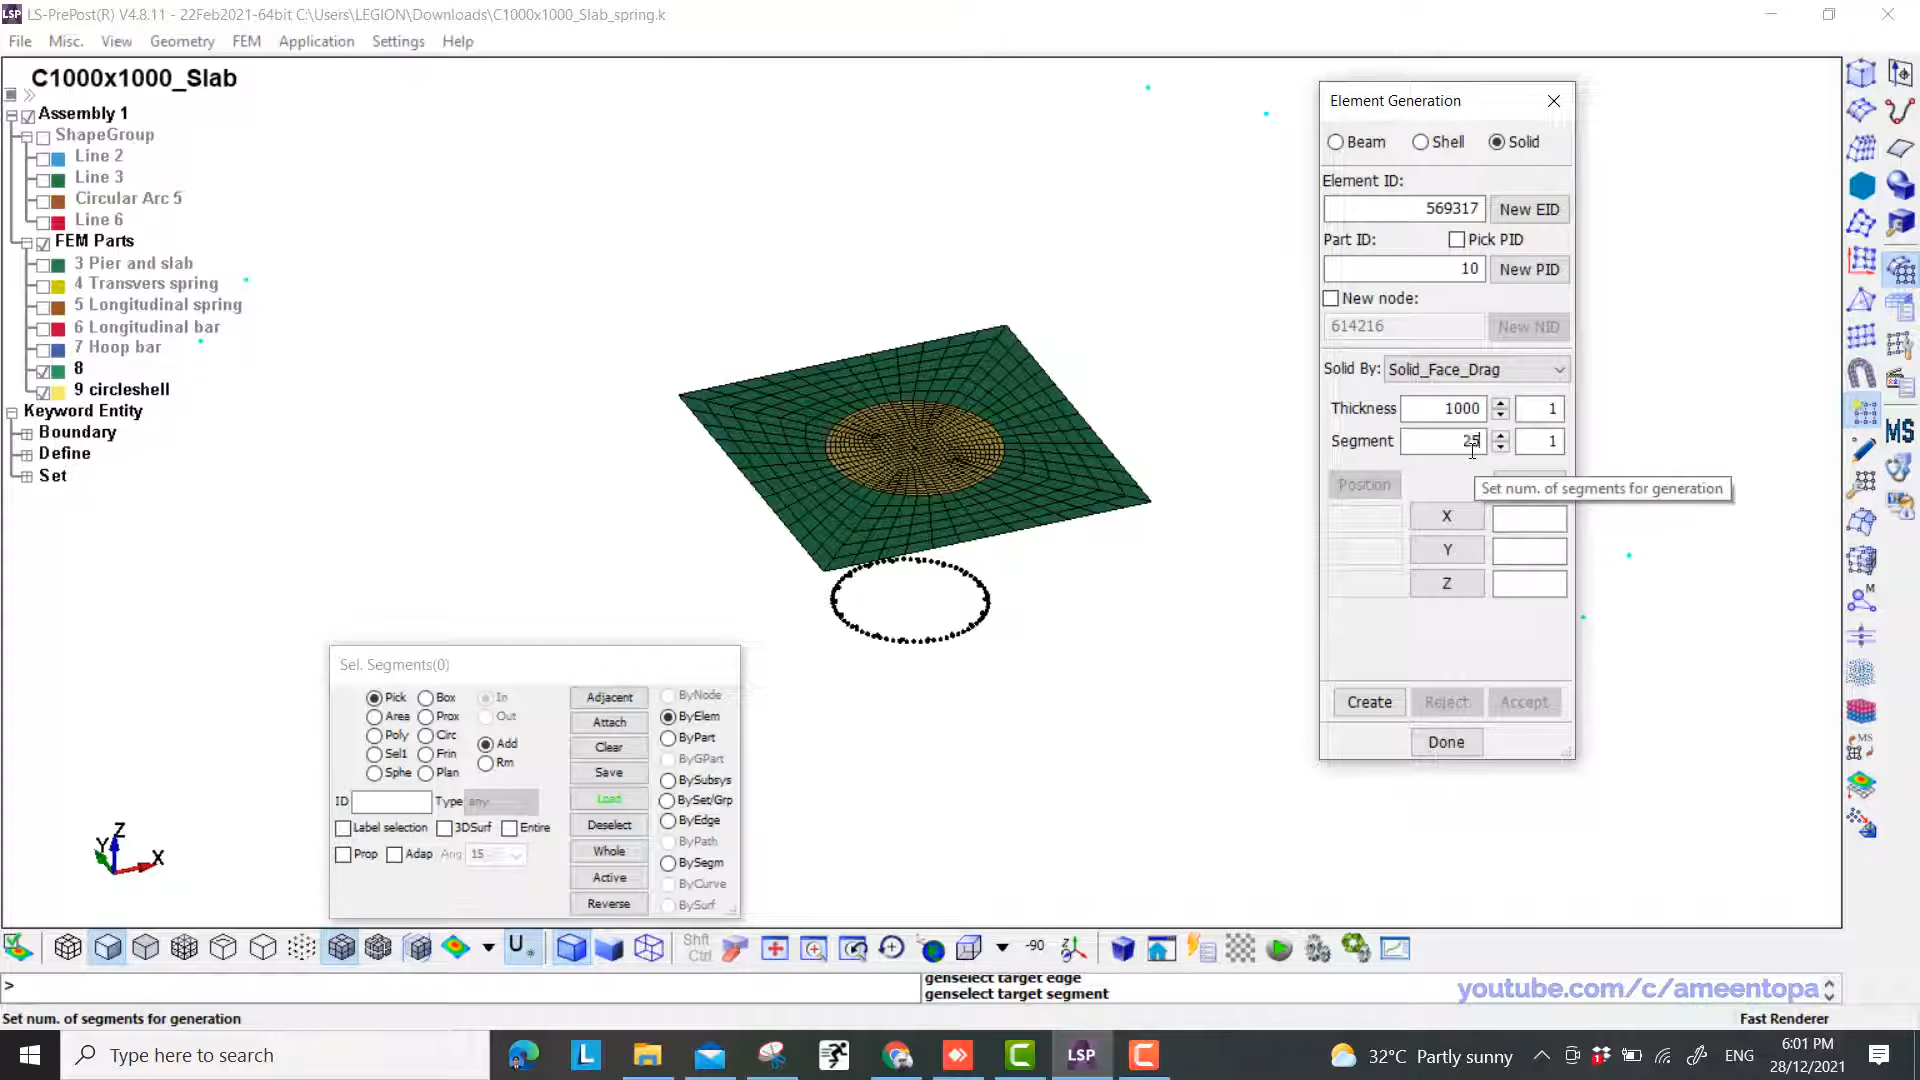 LS-PrePost(R) V4.8.11 - 22Feb2021-64bit C:\Users\LEGION\Downloads\C1000x1000_Slab_spring.k
File Misc. View Geometry FEM Application Settings Help
C1000x1000_Slab
Assembly 1
ShapeGroup
Line 2
Line 3
Circular Arc 5
Line 6
FEM Parts
3 Pier and slab
4 Transvers spring
5 Longitudinal spring
6 Longitudinal bar
7 Hoop bar
8
9 circleshell
Keyword Entity
Boundary
Define
Set
Element Generation
Beam Shell Solid
Element ID:
569317 New EID
Part ID: Pick PID
10 New PID
New node:
614216 New NID
Solid By: Solid_Face_Drag
Thickness 1000 1
Segment 25 1
Position
Set num. of segments for generation
X
Y
Z
Create Reject Accept
Done
Sel. Segments(0)
Pick Box In Adjacent ByNode
Area Prox Out Attach ByElem
Poly Circ Add Clear ByPart
Sel1 Frin Rm Save ByGPart
Sphe Plan BySubsys
ID Type any Load BySet/Grp
Label selection 3DSurf Entire Deselect ByEdge
Prop Adap Ang 15 Whole ByPath
Active BySegm
Reverse ByCurve
BySurf
Z
Y
X
Shft
Ctrl
-90
>
genselect target edge
genselect target segment
youtube.com/c/ameentopa
Set num. of segments for generation
Fast Renderer
MS
M
MS
Type here to search
L
LSP
32°C Partly sunny
ENG
6:01 PM
28/12/2021